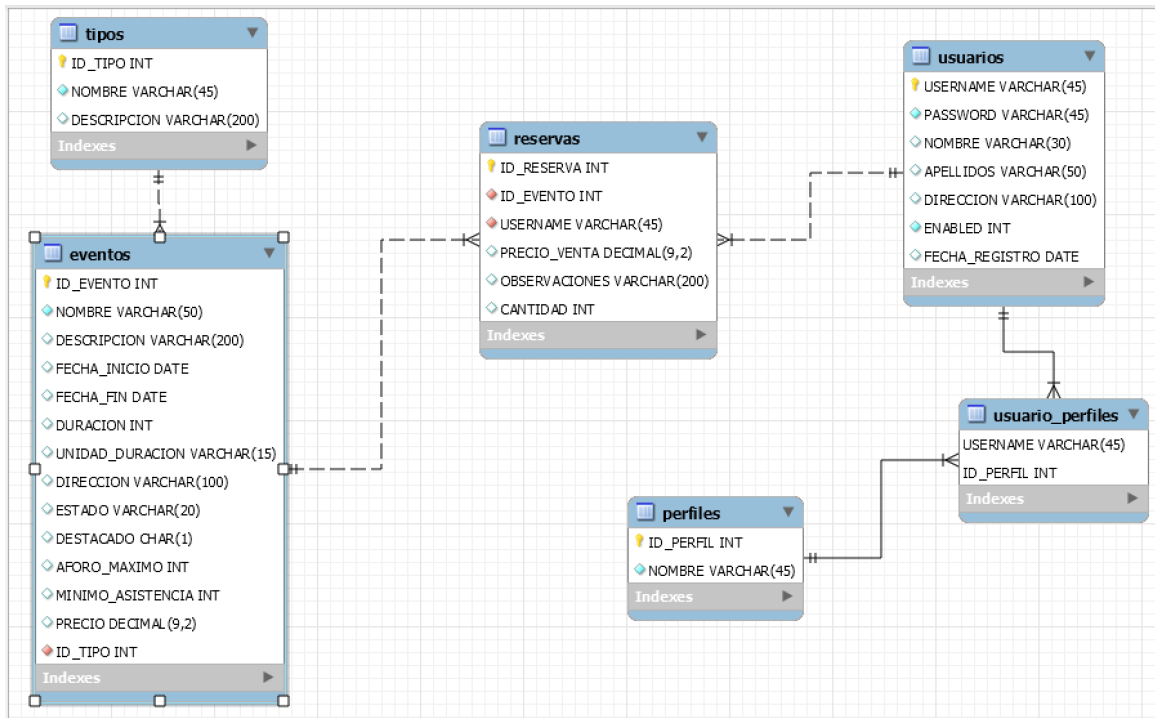 tipos
ID_TIPO INT
NOMBRE VARCHAR(45)
DESCRIPCION VARCHAR(200)
Indexes
eventos
ID_EVENTO INT
NOMBRE VARCHAR(50)
DESCRIPCION VARCHAR(200)
FECHA_INICIO DATE
FECHA_FIN DATE
DURACION INT
UNIDAD_DURACION VARCHAR(15)
DIRECCION VARCHAR(100)
ESTADO VARCHAR(20)
DESTACADO CHAR(1)
AFORO_MAXIMO INT
MINIMO_ASISTENCIA INT
PRECIO DECIMAL(9,2)
ID_TIPO INT
Indexes
reservas
ID_RESERVA INT
ID_EVENTO INT
USERNAME VARCHAR(45)
PRECIO_VENTA DECIMAL(9,2)
OBSERVACIONES VARCHAR(200)
CANTIDAD INT
Indexes
usuarios
USERNAME VARCHAR(45)
PASSWORD VARCHAR(45)
NOMBRE VARCHAR(30)
APELLIDOS VARCHAR(50)
DIRECCION VARCHAR(100)
ENABLED INT
FECHA_REGISTRO DATE
Indexes
usuario_perfiles
USERNAME VARCHAR(45)
ID_PERFIL INT
Indexes
perfiles
ID_PERFIL INT
NOMBRE VARCHAR(45)
Indexes